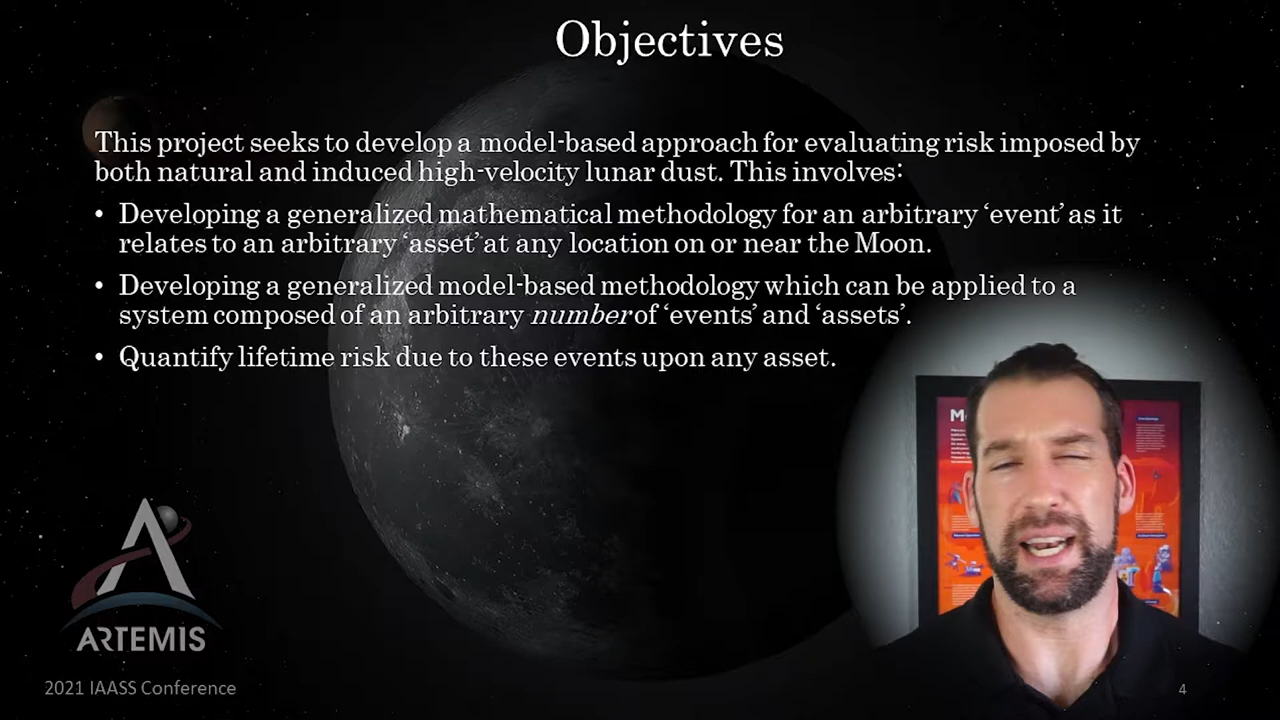 Objectives
This project seeks to develop a model-based approach for evaluating risk imposed by
both natural and induced high-velocity lunar dust. This involves:
• Developing a generalized mathematical methodology for an arbitrary ‘event’ as it
relates to an arbitrary ‘asset’ at any location on or near the Moon.
• Developing a generalized model-based methodology which can be applied to a
system composed of an arbitrary number of ‘events’ and ‘assets’.
• Quantify lifetime risk due to these events upon any asset.
ARTEMIS
2021 IAASS Conference
4